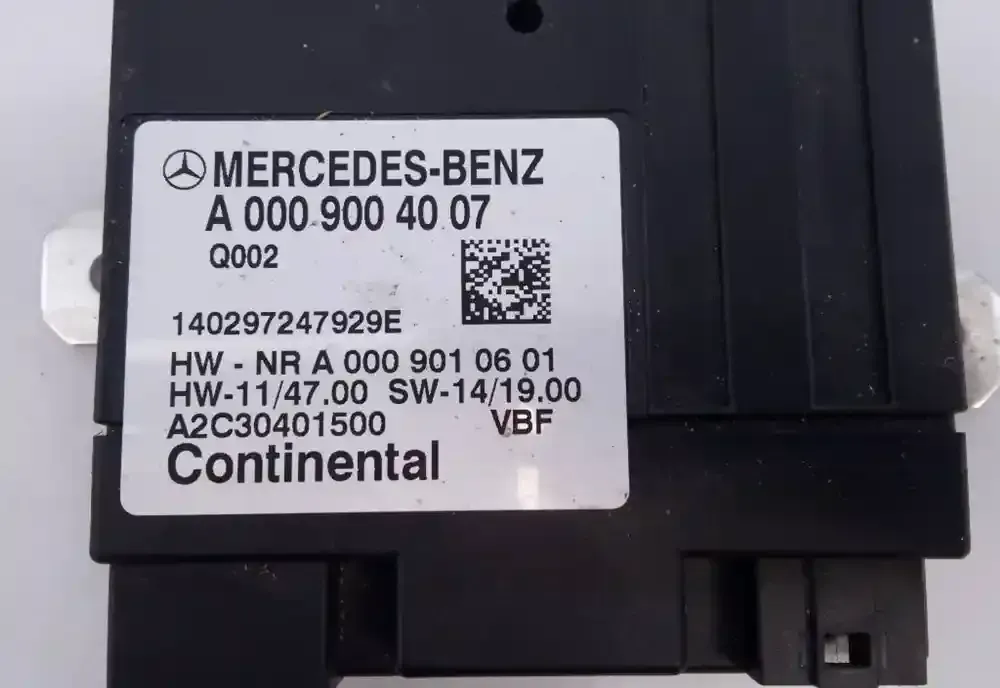 MERCEDES-BENZ
A 000 900 40 07
Q002
140297247929E
HW - NR A 000 901 06 01
HW-11/47.00 SW-14/19.00
A2C30401500 VBF
Continental